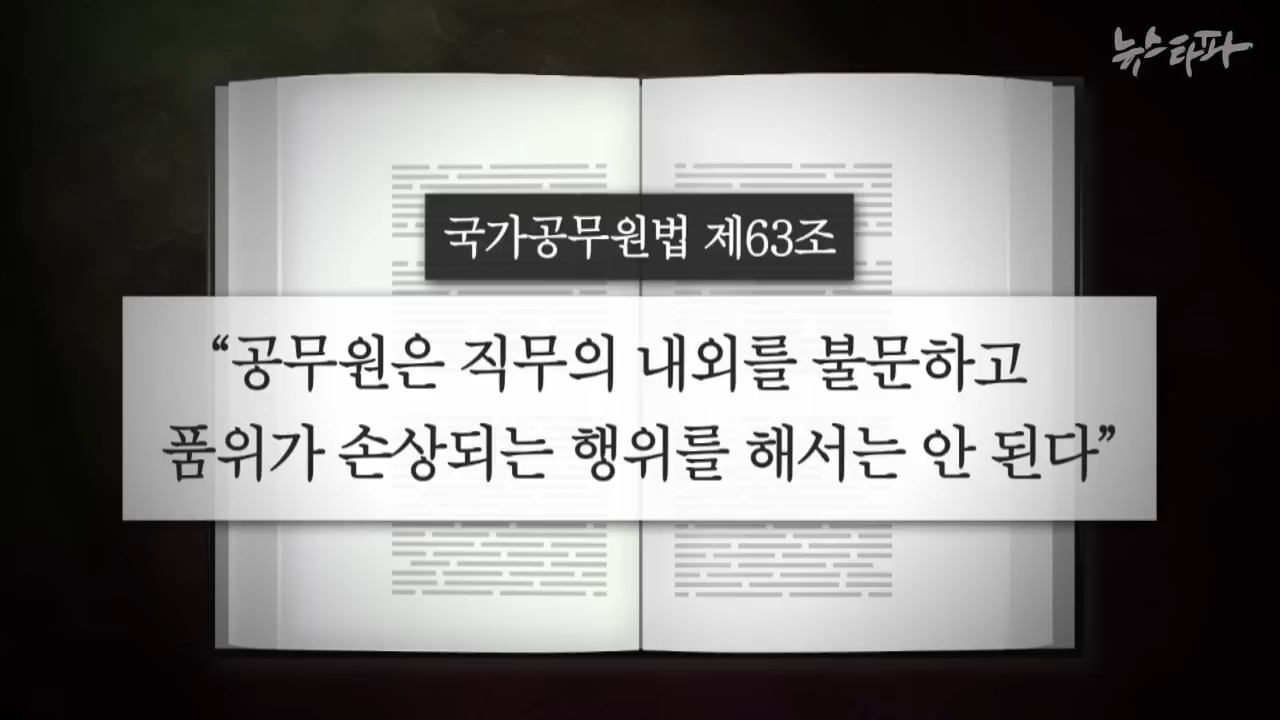 뉴스타파
국가공무원법 제63조
“공무원은 직무의 내외를 불문하고
품위가 손상되는 행위를 해서는 안 된다”